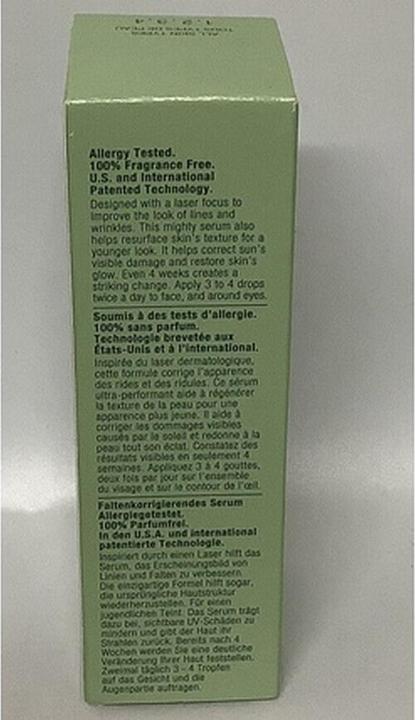 1, 2, 3, 4
TOUS TYPES DE PEAU
ALL SKIN TYPES
Allergy Tested.
100% Fragrance Free.
U.S. and International
Patented Technology.
Designed with a laser focus to
improve the look of lines and
wrinkles. This mighty serum also
helps resurface skin's texture for a
younger look. It helps correct sun's
visible damage and restore skin's
glow. Even 4 weeks creates a
striking change. Apply 3 to 4 drops
twice a day to face, and around eyes.
Soumis à des tests d'allergie.
100% sans parfum.
Technologie brevetée aux
États-Unis et à l'international.
Inspirée du laser dermatologique,
cette formule corrige l'apparence
des rides et des ridules. Ce sérum
ultra-performant aide à régénérer
la texture de la peau pour une
apparence plus jeune. Il aide à
corriger les dommages visibles
causés par le soleil et redonne à la
peau tout son éclat. Constatez des
résultats visibles en seulement 4
semaines. Appliquez 3 à 4 gouttes,
deux fois par jour sur l'ensemble
du visage et sur le contour de l'œil.
Faltenkorrigierendes Serum
Allergiegetestet.
100% Parfumfrei.
In den U.S.A. und international
patentierte Technologie.
Inspiriert durch einen Laser hilft das
Serum, das Erscheinungsbild von
Linien und Falten zu verbessern.
Die einzigartige Formel hilft sogar,
die ursprüngliche Hautstruktur
wiederherzustellen. Für einen
jugendlichen Teint. Das Serum trägt
dazu bei, sichtbare UV-Schäden zu
mindern und gibt der Haut ihr
Strahlen zurück. Bereits nach 4
Wochen werden Sie eine deutliche
Veränderung Ihrer Haut feststellen.
Zweimal täglich 3 - 4 Tropfen
auf das Gesicht und die
Augenpartie auftragen.